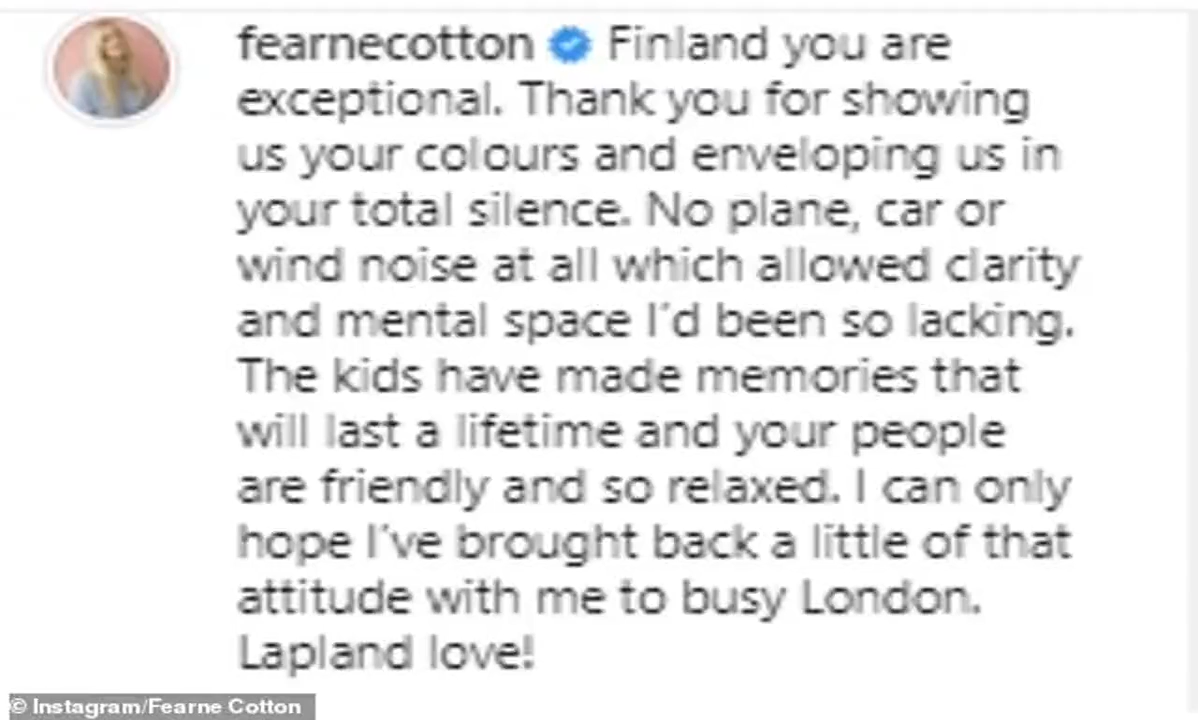 fearnecotton Finland you are
exceptional. Thank you for showing
us your colours and enveloping us in
your total silence. No plane, car or
wind noise at all which allowed clarity
and mental space I'd been so lacking.
The kids have made memories that
will last a lifetime and your people
are friendly and so relaxed. I can only
hope I've brought back a little of that
attitude with me to busy London.
Lapland love!
© Instagram/Fearne Cotton